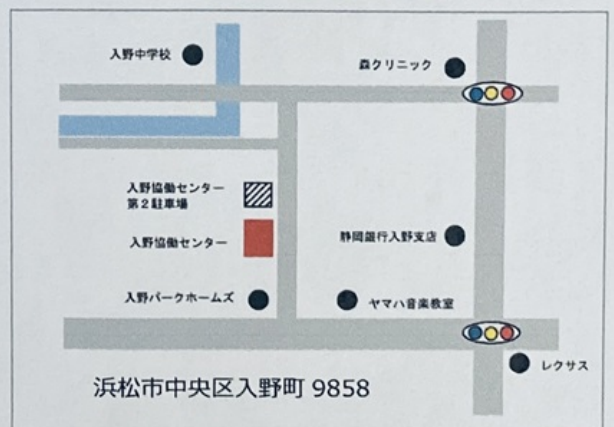 入野中学校
森クリニック
入野協働センター
第2駐車場
入野協働センター
静岡銀行入野支店
入野パークホームズ
ヤマハ音楽教室
レクサス
浜松市中央区入野町 9858